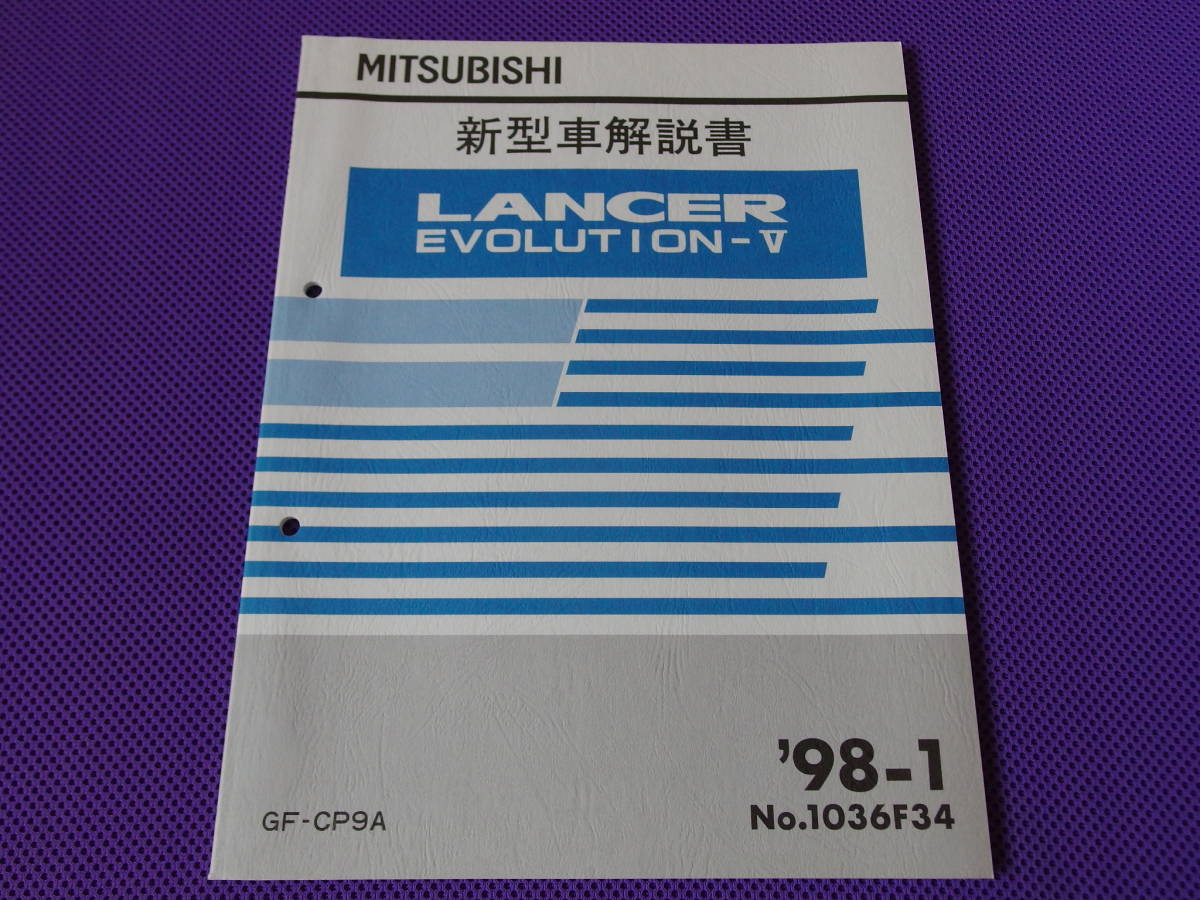 MITSUBISHI
新型車解説書
LANCER
EVOLUTION-V
'98-1
GF-CP9A
No.1036F34